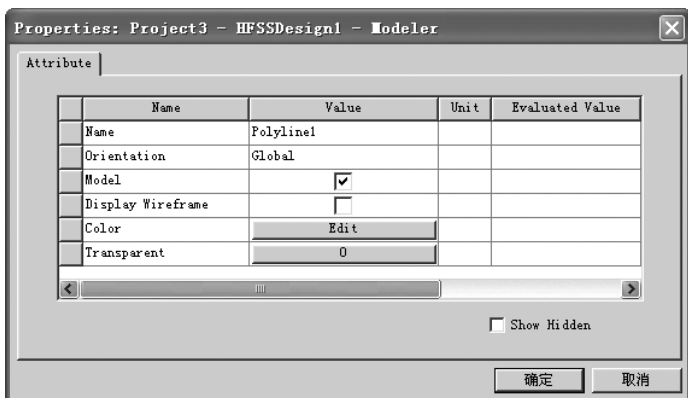 Properties: Project3 - HFSSDesign1 - Modeler
Attribute
Name Value Unit Evaluated Value
Name Polyline1
Orientation Global
Model
Display Wireframe
Color Edit
Transparent 0
Show Hidden
确定 取消